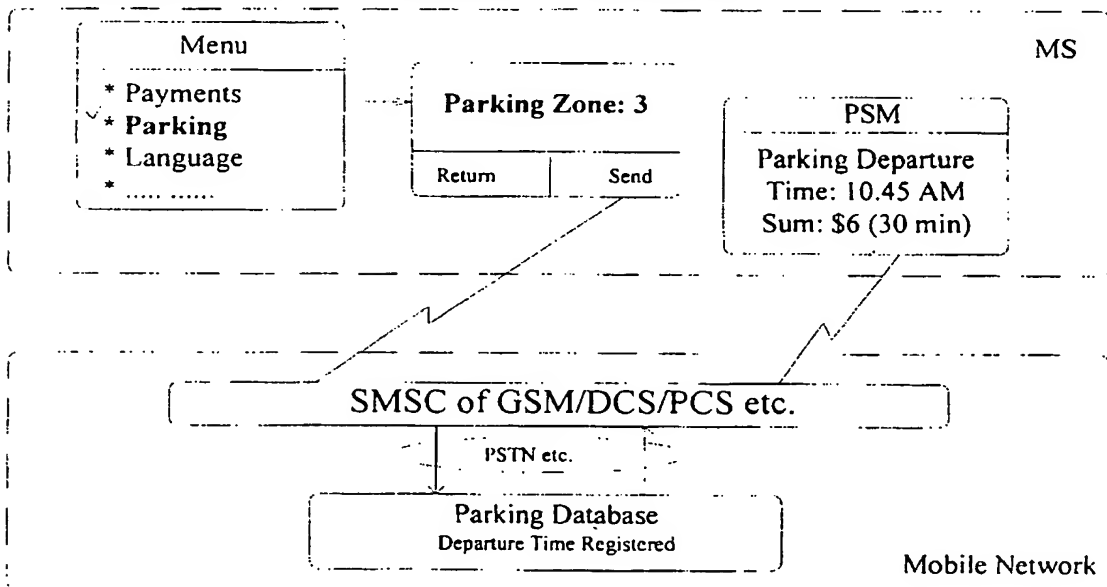 Menu
* Payments
* Parking
* Language
* ..... ......
Parking Zone: 3
Return
Send
MS
PSM
Parking Departure
Time: 10.45 AM
Sum: $6 (30 min)
SMSC of GSM/DCS/PCS etc.
PSTN etc.
Parking Database
Departure Time Registered
Mobile Network